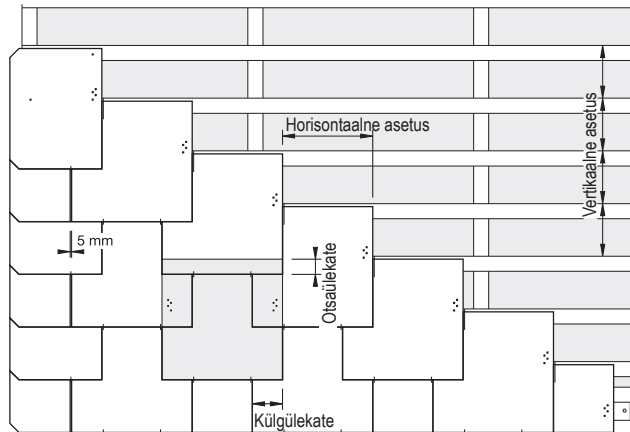 Horisontaalne asetus
Vertikaalne asetus
5 mm
Otsaülekate
Külgülekate